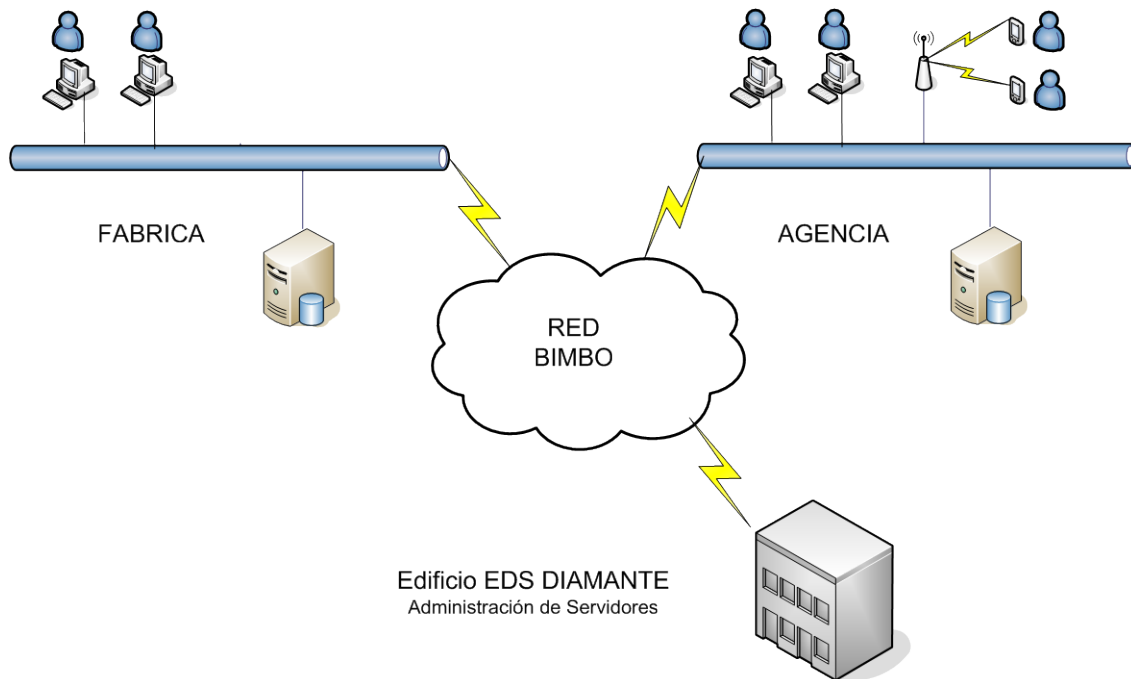 FABRICA
AGENCIA
RED
BIMBO
Edificio EDS DIAMANTE
Administración de Servidores